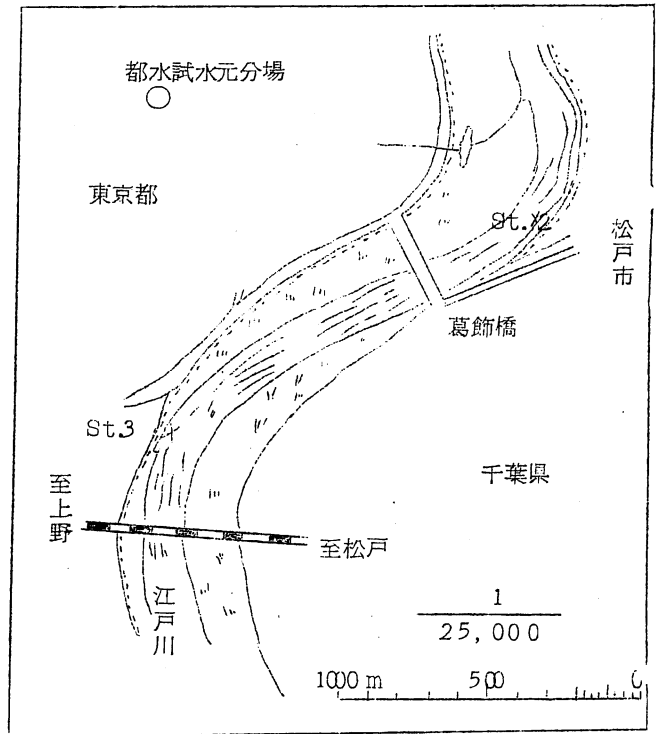 都水試水元分場
東京都
St.2
松戸市
葛飾橋
St.3
千葉県
至上野
至松戸
江戸川
1
25,000
1000 m 500 0